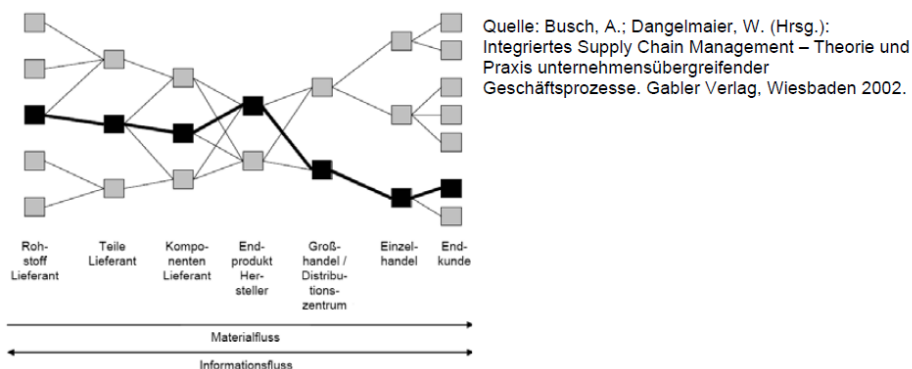 Quelle: Busch, A.; Dangelmaier, W. (Hrsg.):
Integriertes Supply Chain Management – Theorie und
Praxis unternehmensübergreifender
Geschäftsprozesse. Gabler Verlag, Wiesbaden 2002.
Roh-
stoff
Lieferant
Teile
Lieferant
Kompo-
nenten
Lieferant
End-
produkt
Her-
steller
Groß-
handel /
Distribu-
tions-
zentrum
Einzel-
handel
End-
kunde
Materialfluss
Informationsfluss